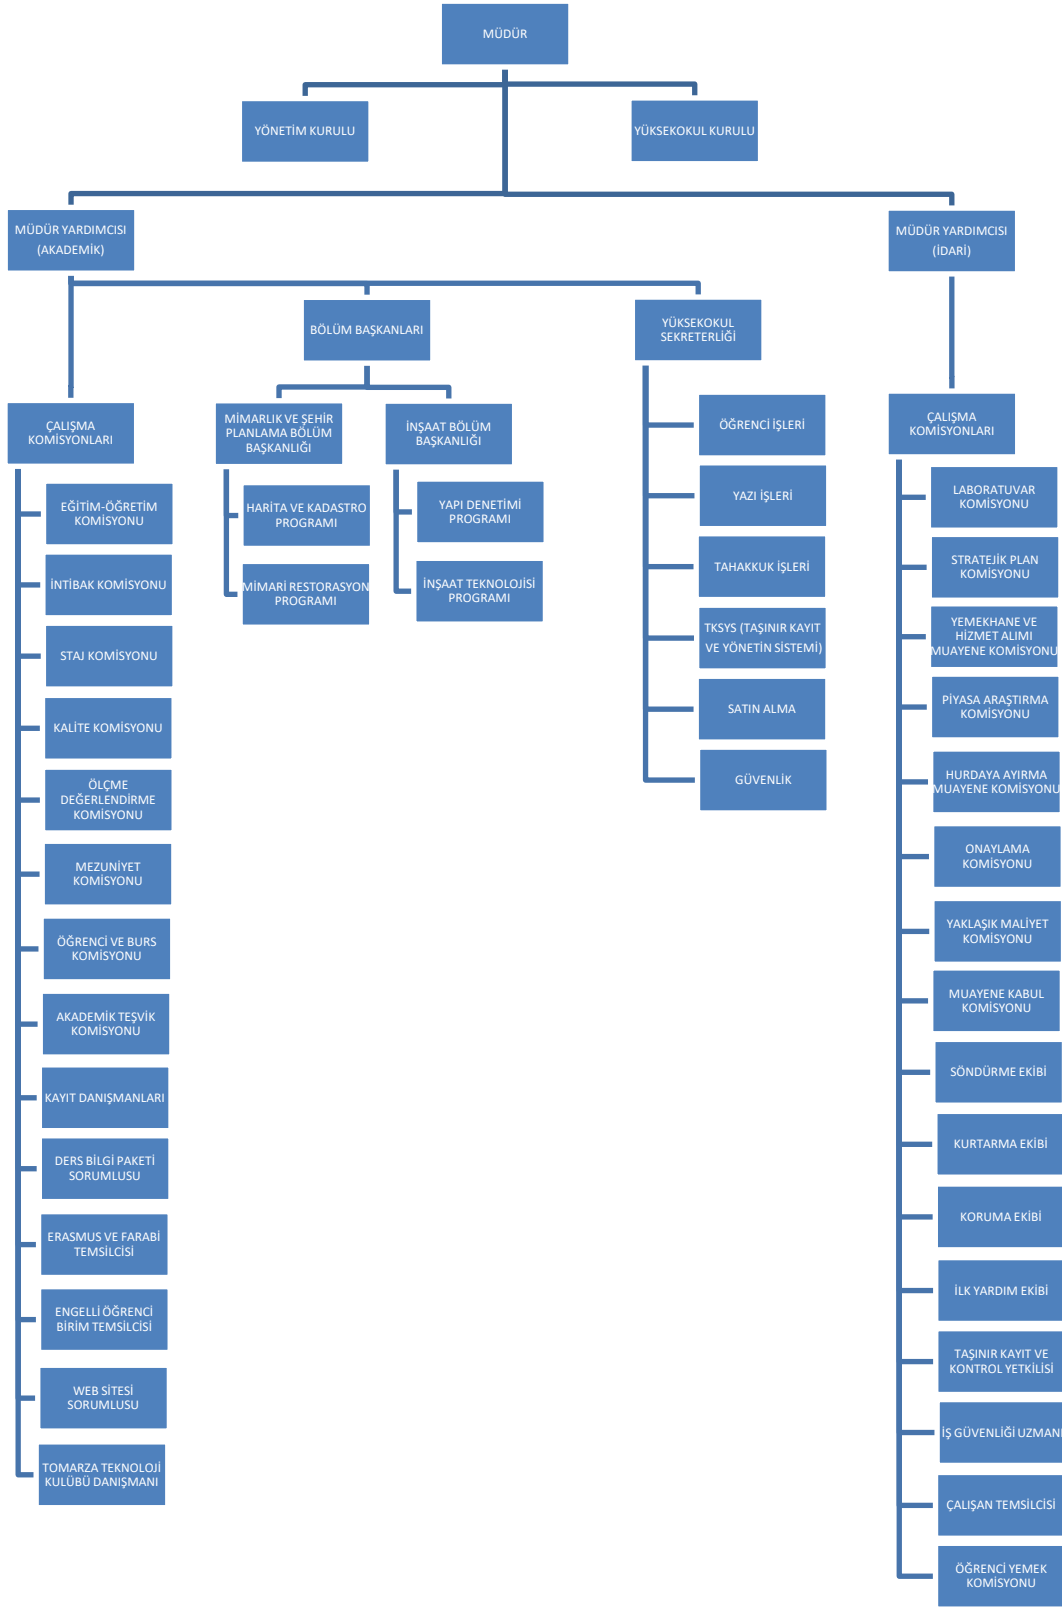 MÜDÜR
YÖNETİM KURULU
YÜKSEKOKUL KURULU
MÜDÜR YARDIMCISI
(AKADEMİK)
MÜDÜR YARDIMCISI
(İDARİ)
BÖLÜM BAŞKANLARI
YÜKSEKOKUL
SEKRETERLİĞİ
ÇALIŞMA
KOMİSYONLARI
MİMARLIK VE ŞEHİR
PLANLAMA BÖLÜM
BAŞKANLIĞI
İNŞAAT BÖLÜM
BAŞKANLIĞI
ÇALIŞMA
KOMİSYONLARI
EĞİTİM-ÖĞRETİM
KOMİSYONU
İNTİBAK KOMİSYONU
STAJ KOMİSYONU
KALİTE KOMİSYONU
ÖLÇME
DEĞERLENDİRME
KOMİSYONU
MEZUNİYET
KOMİSYONU
ÖĞRENCİ VE BURS
KOMİSYONU
AKADEMİK TEŞVİK
KOMİSYONU
KAYIT DANIŞMANLARI
DERS BİLGİ PAKETİ
SORUMLUSU
ERASMUS VE FARABİ
TEMSİLCİSİ
ENGELLİ ÖĞRENCİ
BİRİM TEMSİLCİSİ
WEB SİTESİ
SORUMLUSU
TOMARZA TEKNOLOJİ
KULÜBÜ DANIŞMANI
HARİTA VE KADASTRO
PROGRAMI
MİMARİ RESTORASYON
PROGRAMI
YAPI DENETİMİ
PROGRAMI
İNŞAAT TEKNOLOJİSİ
PROGRAMI
ÖĞRENCİ İŞLERİ
YAZI İŞLERİ
TAHAKKUK İŞLERİ
TKSYS (TAŞINIR KAYIT
VE YÖNETİN SİSTEMİ)
SATIN ALMA
GÜVENLİK
LABORATUVAR
KOMİSYONU
STRATEJİK PLAN
KOMİSYONU
YEMEKHANE VE
HİZMET ALIMI
MUAYENE KOMİSYONU
PİYASA ARAŞTIRMA
KOMİSYONU
HURDAYA AYIRMA
MUAYENE KOMİSYONU
ONAYLAMA
KOMİSYONU
YAKLAŞIK MALİYET
KOMİSYONU
MUAYENE KABUL
KOMİSYONU
SÖNDÜRME EKİBİ
KURTARMA EKİBİ
KORUMA EKİBİ
İLK YARDIM EKİBİ
TAŞINIR KAYIT VE
KONTROL YETKİLİSİ
İŞ GÜVENLİĞİ UZMANI
ÇALIŞAN TEMSİLCİSİ
ÖĞRENCİ YEMEK
KOMİSYONU